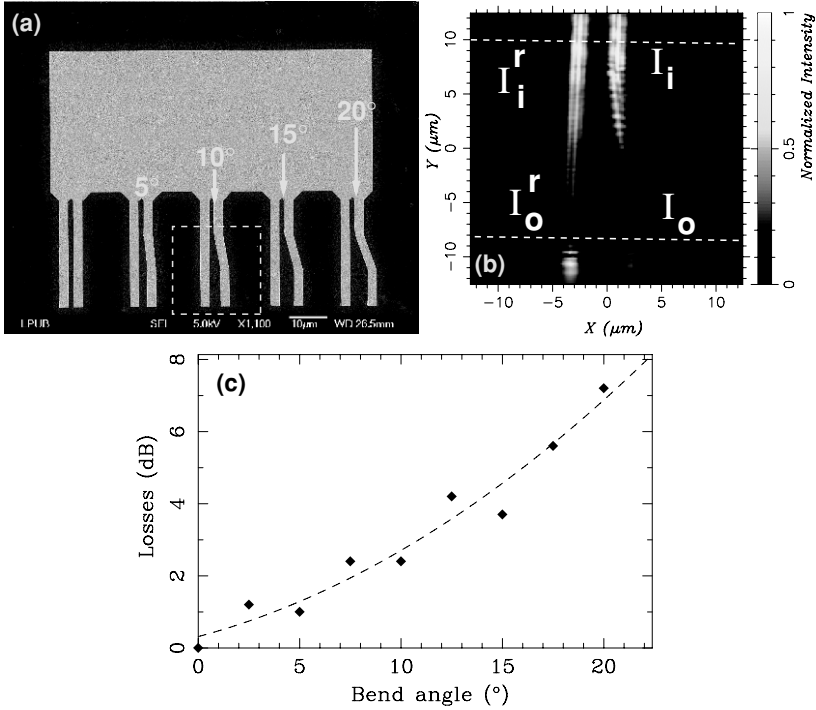 (a)
5°
10°
15°
20°
LPUB SEI 5.0kV X1,100 10μm WD 26.5mm
10
5
0
−5
−10
Y (μm)
I_i^r
I_i
I_o^r
I_o
(b)
−10 −5 0 5 10
X (μm)
1
0.5
0
Normalized Intensity
(c)
8
6
4
2
0
Losses (dB)
0 5 10 15 20
Bend angle (°)